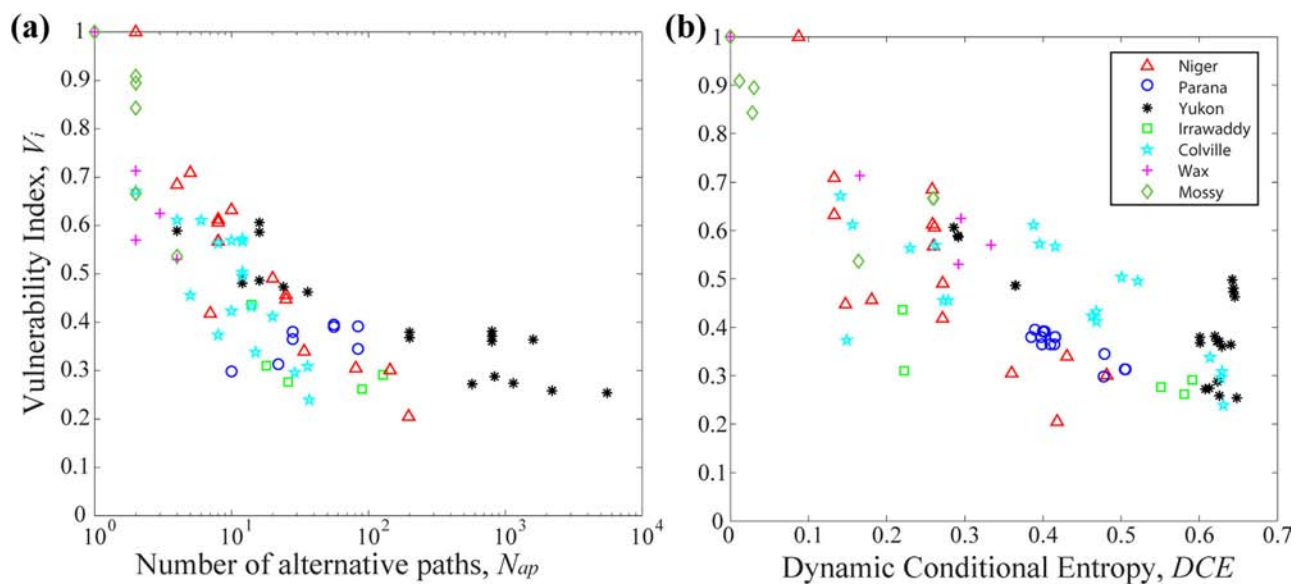 (a)
1
0.9
0.8
0.7
0.6
0.5
0.4
0.3
0.2
0.1
0
Vulnerability Index, Vi
10^0
10^1
10^2
10^3
10^4
Number of alternative paths, Nap
(b)
1
0.9
0.8
0.7
0.6
0.5
0.4
0.3
0.2
0.1
0
0
0.1
0.2
0.3
0.4
0.5
0.6
0.7
Dynamic Conditional Entropy, DCE
Niger
Parana
Yukon
Irrawaddy
Colville
Wax
Mossy